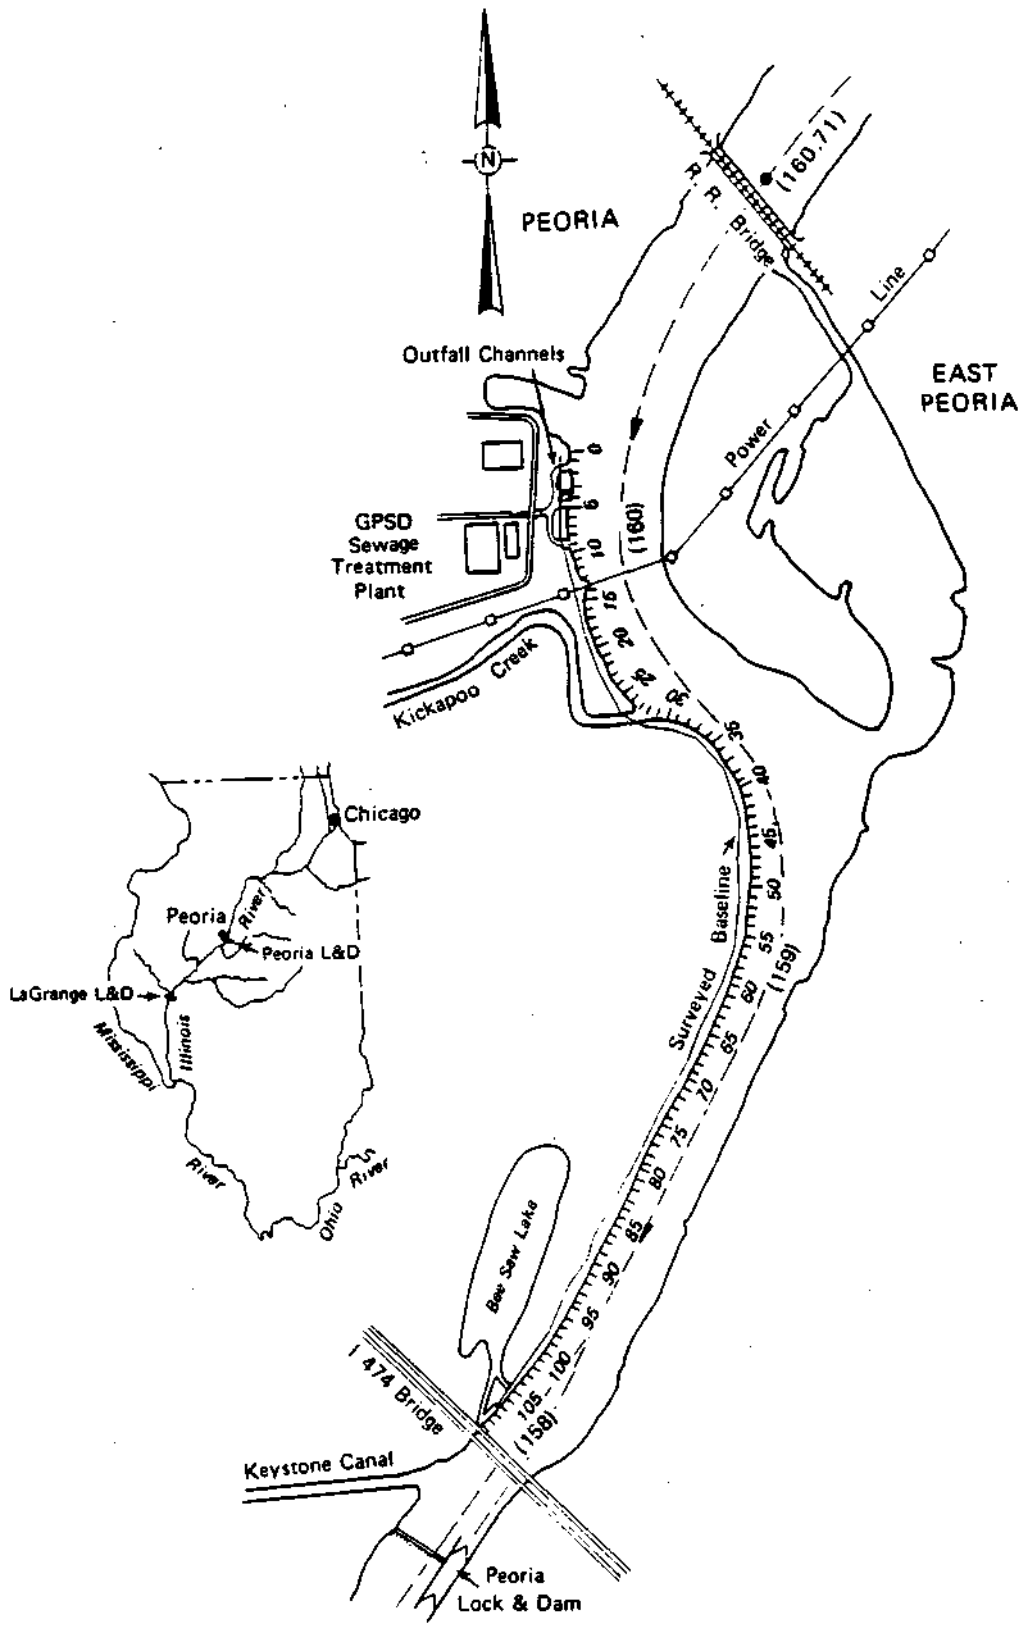 (160.71)
R. R. Bridge
N
PEORIA
Line
Outfall Channels
EAST
PEORIA
Power
0
5
GPSD
Sewage
Treatment
Plant
(160)
10
15
20
25
30
35
Kickapoo Creek
40
45
50
55
(159)
60
65
70
75
80
85
90
95
100
105
(158)
Surveyed Baseline
Chicago
Peoria
River
Peoria L&D
LaGrange L&D
Illinois
Mississippi
River
Ohio
River
Bee Saw Lake
I 474 Bridge
Keystone Canal
Peoria
Lock & Dam